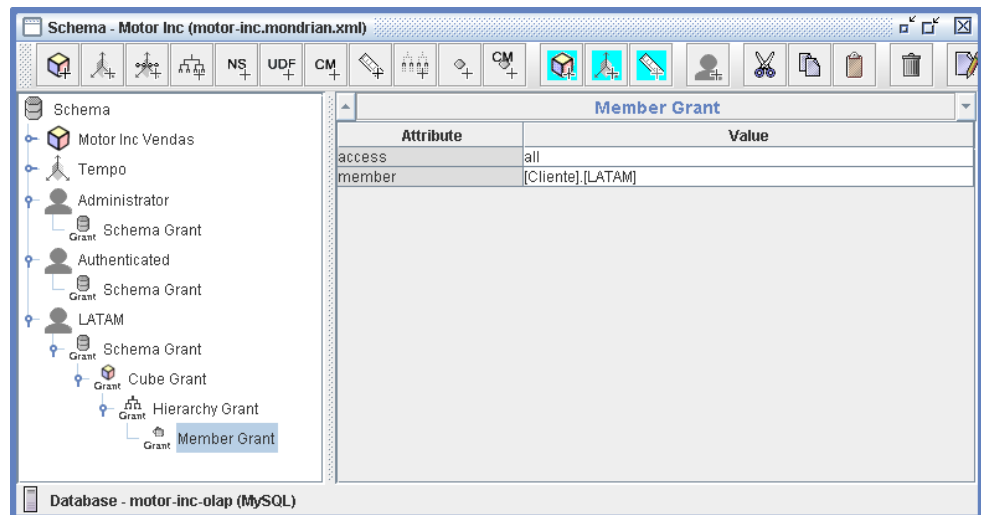 Schema - Motor Inc (motor-inc.mondrian.xml)
NS UDF CM CM
Schema
Motor Inc Vendas
Tempo
Administrator
Grant Schema Grant
Authenticated
Grant Schema Grant
LATAM
Grant Schema Grant
Grant Cube Grant
Grant Hierarchy Grant
Grant Member Grant
Member Grant
Attribute Value
access all
member [Cliente].[LATAM]
Database - motor-inc-olap (MySQL)